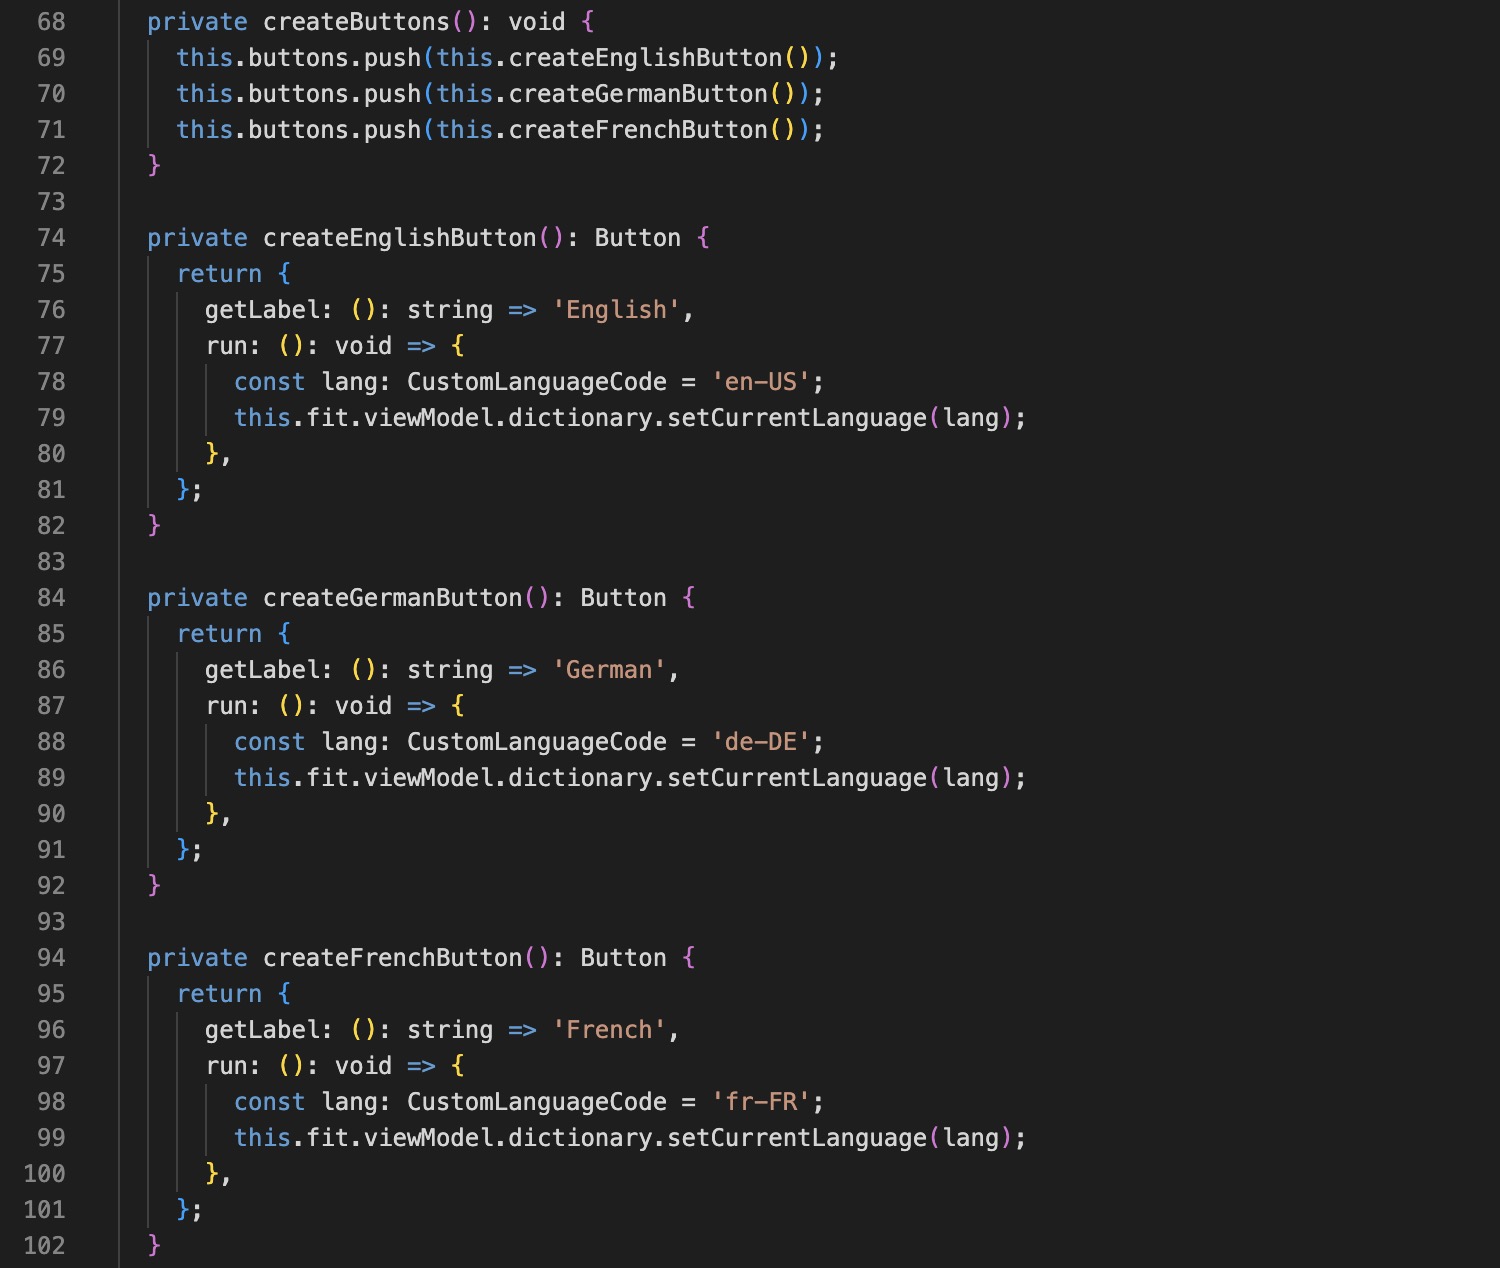 68 private createButtons(): void {
69 this.buttons.push(this.createEnglishButton());
70 this.buttons.push(this.createGermanButton());
71 this.buttons.push(this.createFrenchButton());
72 }
73
74 private createEnglishButton(): Button {
75 return {
76 getLabel: (): string => 'English',
77 run: (): void => {
78 const lang: CustomLanguageCode = 'en-US';
79 this.fit.viewModel.dictionary.setCurrentLanguage(lang);
80 },
81 };
82 }
83
84 private createGermanButton(): Button {
85 return {
86 getLabel: (): string => 'German',
87 run: (): void => {
88 const lang: CustomLanguageCode = 'de-DE';
89 this.fit.viewModel.dictionary.setCurrentLanguage(lang);
90 },
91 };
92 }
93
94 private createFrenchButton(): Button {
95 return {
96 getLabel: (): string => 'French',
97 run: (): void => {
98 const lang: CustomLanguageCode = 'fr-FR';
99 this.fit.viewModel.dictionary.setCurrentLanguage(lang);
100 },
101 };
102 }